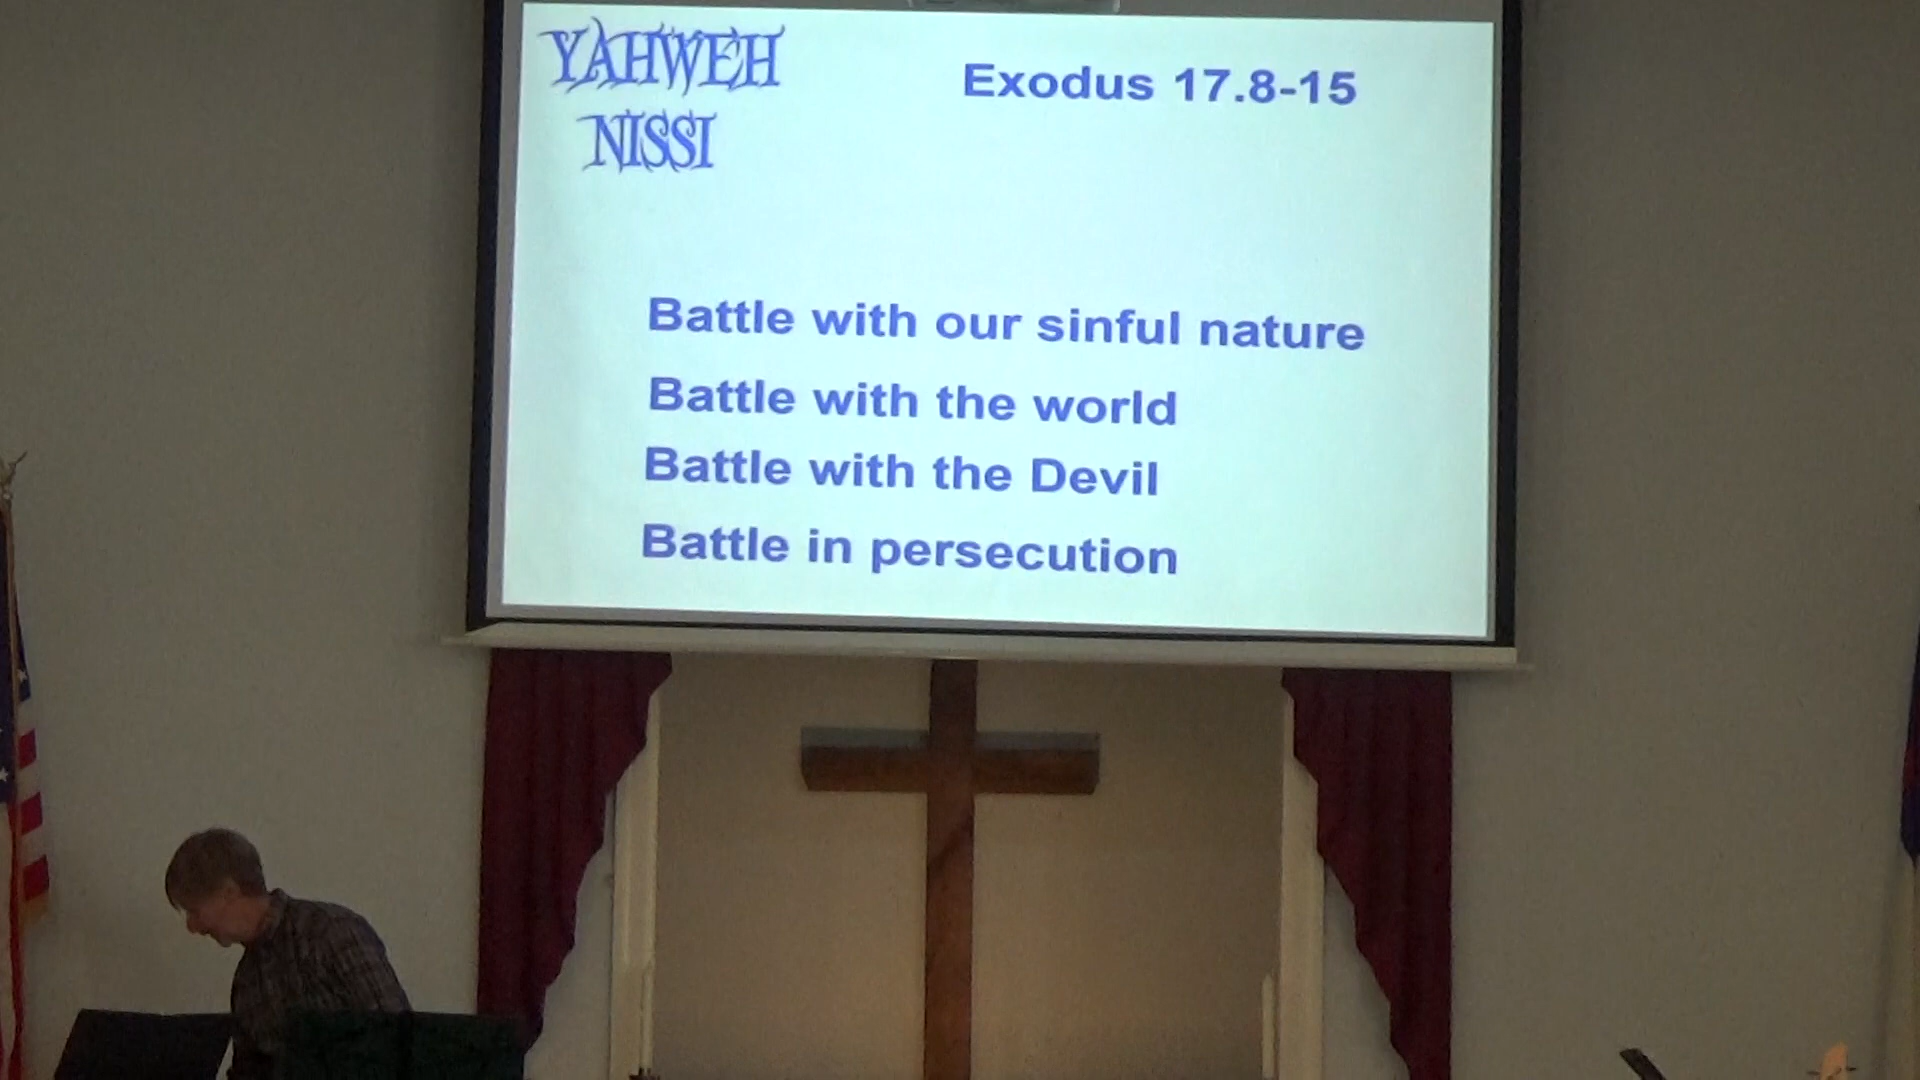 YAHWEH
NISSI
Exodus 17.8-15
Battle with our sinful nature
Battle with the world
Battle with the Devil
Battle in persecution